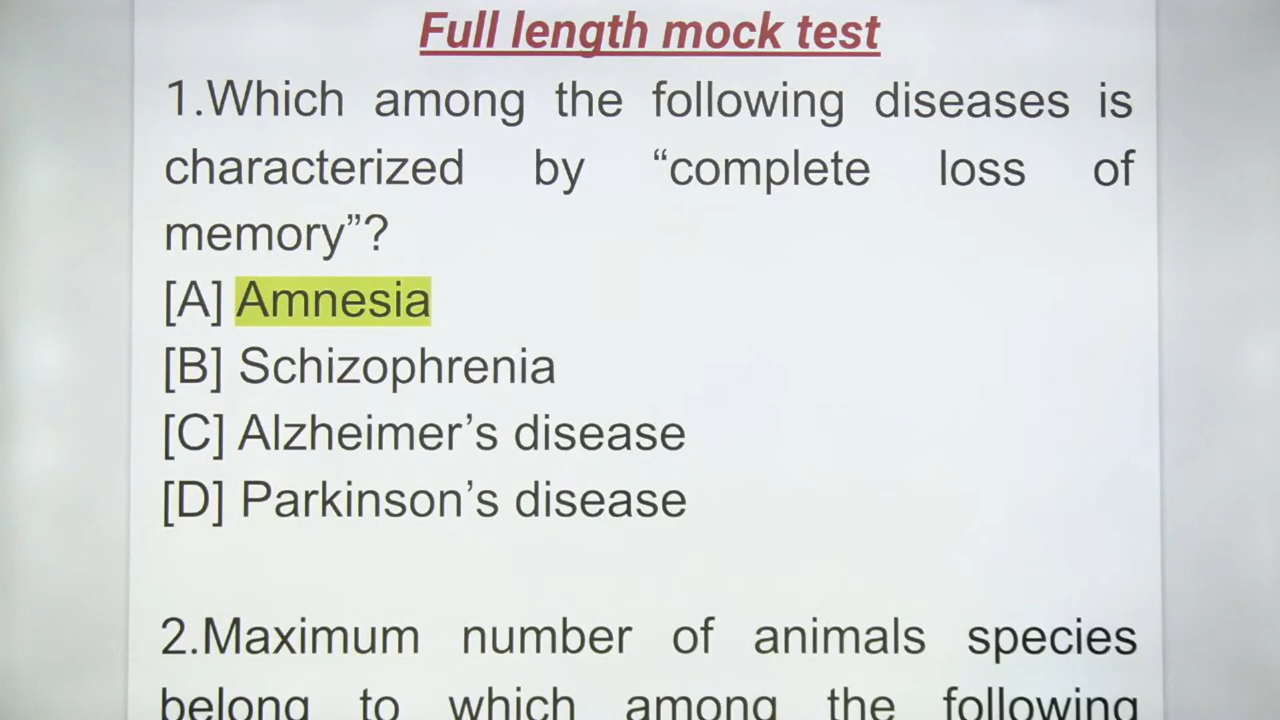 Full length mock test
1.Which among the following diseases is
characterized by “complete loss of
memory”?
[A] Amnesia
[B] Schizophrenia
[C] Alzheimer’s disease
[D] Parkinson’s disease
2.Maximum number of animals species
belong to which among the following